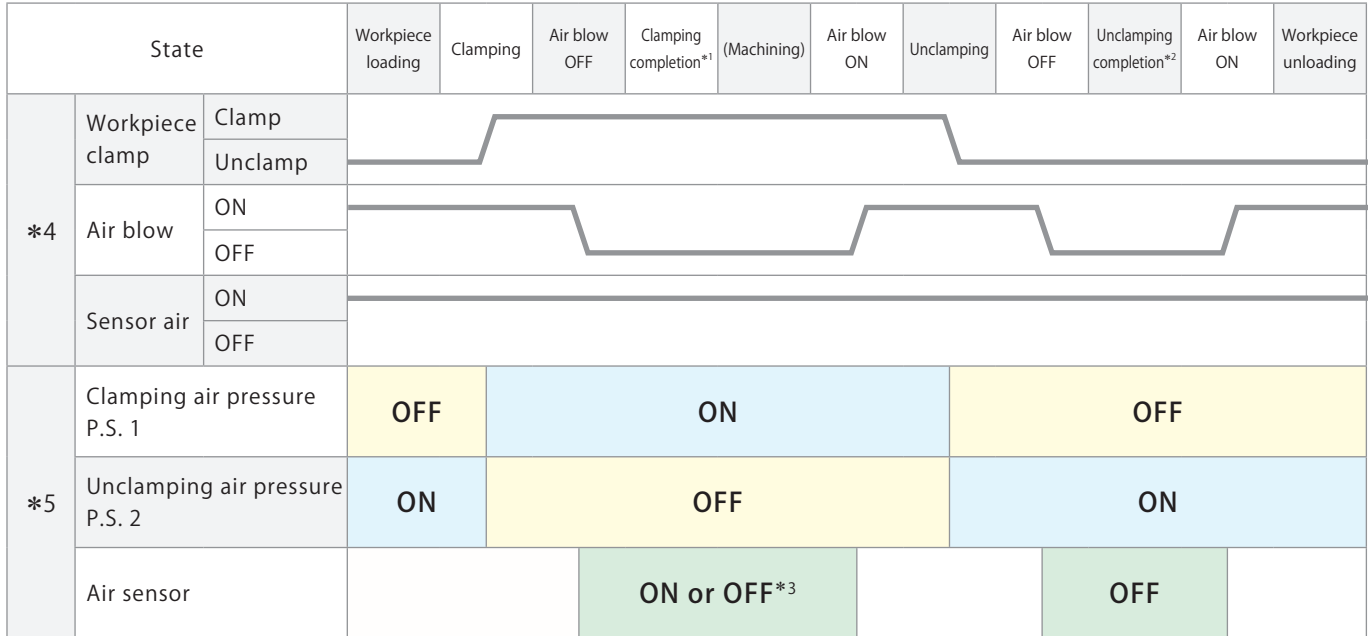 State
Workpiece
loading
Clamping
Air blow
OFF
Clamping
completion*1
(Machining)
Air blow
ON
Unclamping
Air blow
OFF
Unclamping
completion*2
Air blow
ON
Workpiece
unloading
*4
Workpiece
clamp
Clamp
Unclamp
Air blow
ON
OFF
Sensor air
ON
OFF
*5
Clamping air pressure
P.S. 1
OFF
ON
OFF
Unclamping air pressure
P.S. 2
ON
OFF
ON
Air sensor
ON or OFF*3
OFF